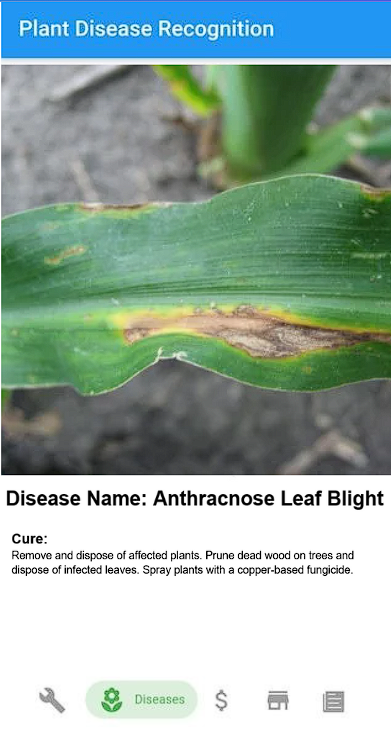 Plant Disease Recognition
Disease Name: Anthracnose Leaf Blight
Cure:
Remove and dispose of affected plants. Prune dead wood on trees and
dispose of infected leaves. Spray plants with a copper-based fungicide.
Diseases